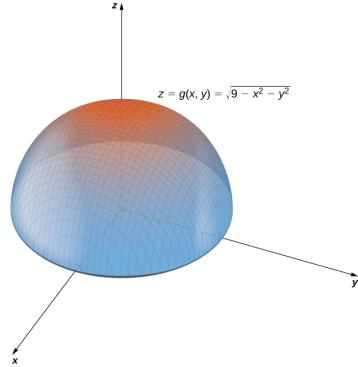 z
z = g(x, y) = √(9 − x² − y²)
y
x